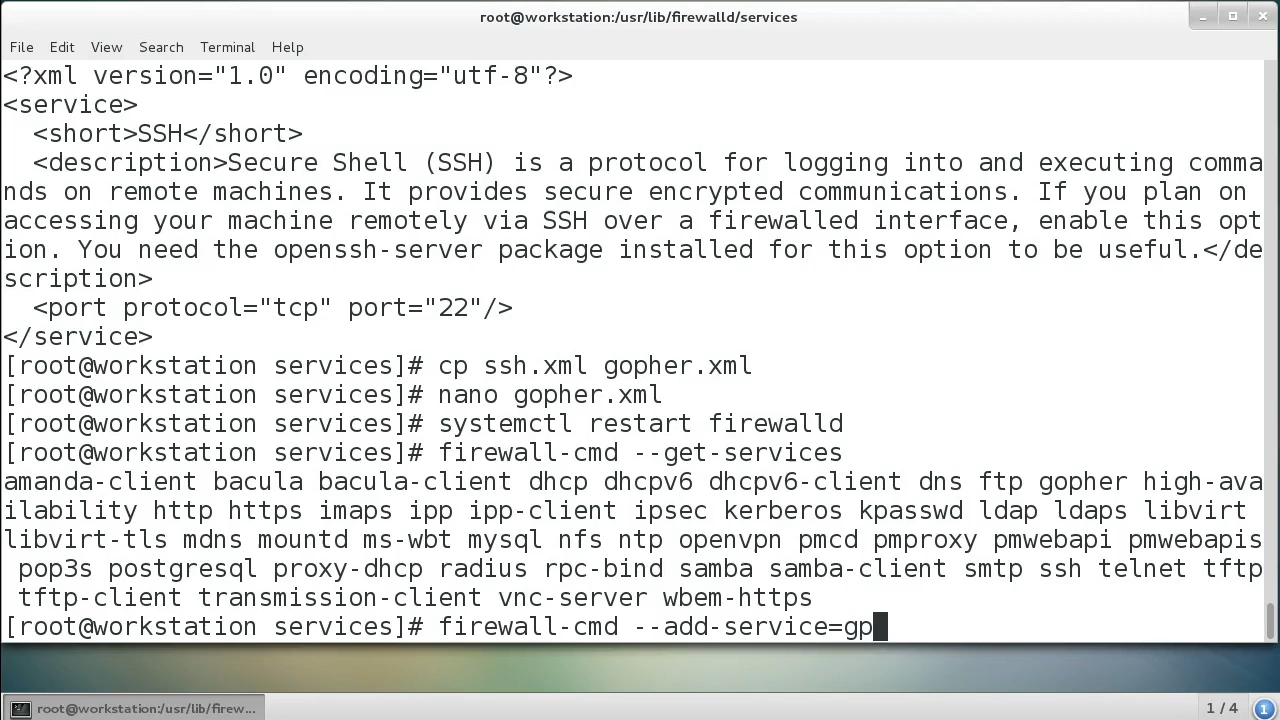 root@workstation:/usr/lib/firewalld/services
File Edit View Search Terminal Help
<?xml version="1.0" encoding="utf-8"?>
<service>
  <short>SSH</short>
  <description>Secure Shell (SSH) is a protocol for logging into and executing comma
nds on remote machines. It provides secure encrypted communications. If you plan on
accessing your machine remotely via SSH over a firewalled interface, enable this opt
ion. You need the openssh-server package installed for this option to be useful.</de
scription>
  <port protocol="tcp" port="22"/>
</service>
[root@workstation services]# cp ssh.xml gopher.xml
[root@workstation services]# nano gopher.xml
[root@workstation services]# systemctl restart firewalld
[root@workstation services]# firewall-cmd --get-services
amanda-client bacula bacula-client dhcp dhcpv6 dhcpv6-client dns ftp gopher high-ava
ilability http https imaps ipp ipp-client ipsec kerberos kpasswd ldap ldaps libvirt
libvirt-tls mdns mountd ms-wbt mysql nfs ntp openvpn pmcd pmproxy pmwebapi pmwebapis
 pop3s postgresql proxy-dhcp radius rpc-bind samba samba-client smtp ssh telnet tftp
 tftp-client transmission-client vnc-server wbem-https
[root@workstation services]# firewall-cmd --add-service=gp
root@workstation:/usr/lib/firew...
1 / 4
1